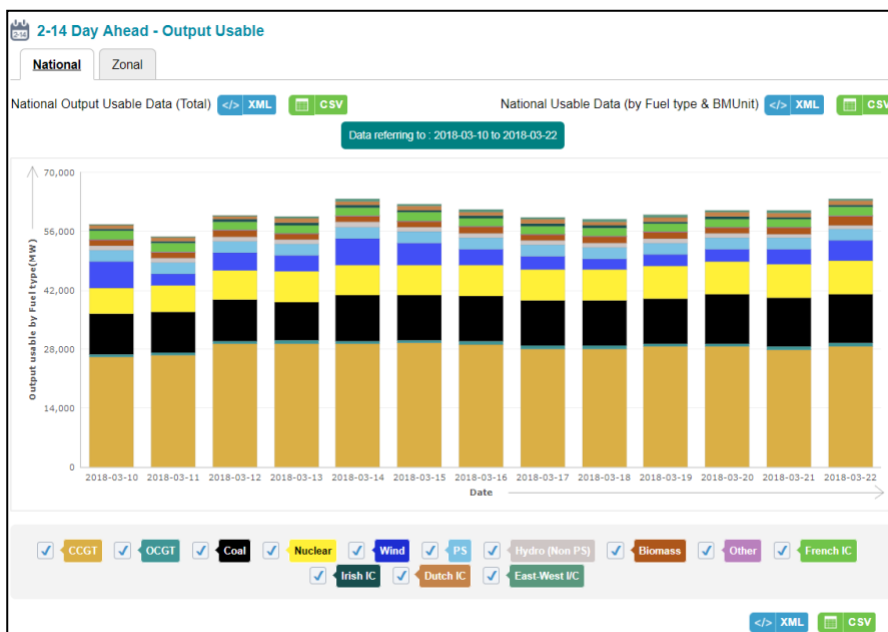 2-14
2-14 Day Ahead - Output Usable
National Zonal
National Output Usable Data (Total) </> XML CSV National Usable Data (by Fuel type & BMUnit) </> XML CSV
Data referring to : 2018-03-10 to 2018-03-22
70,000
56,000
42,000
28,000
14,000
0
Output usable by Fuel type(MW)
2018-03-10 2018-03-11 2018-03-12 2018-03-13 2018-03-14 2018-03-15 2018-03-16 2018-03-17 2018-03-18 2018-03-19 2018-03-20 2018-03-21 2018-03-22
Date
CCGT OCGT Coal Nuclear Wind PS Hydro (Non PS) Biomass Other French IC
Irish IC Dutch IC East-West I/C
</> XML CSV